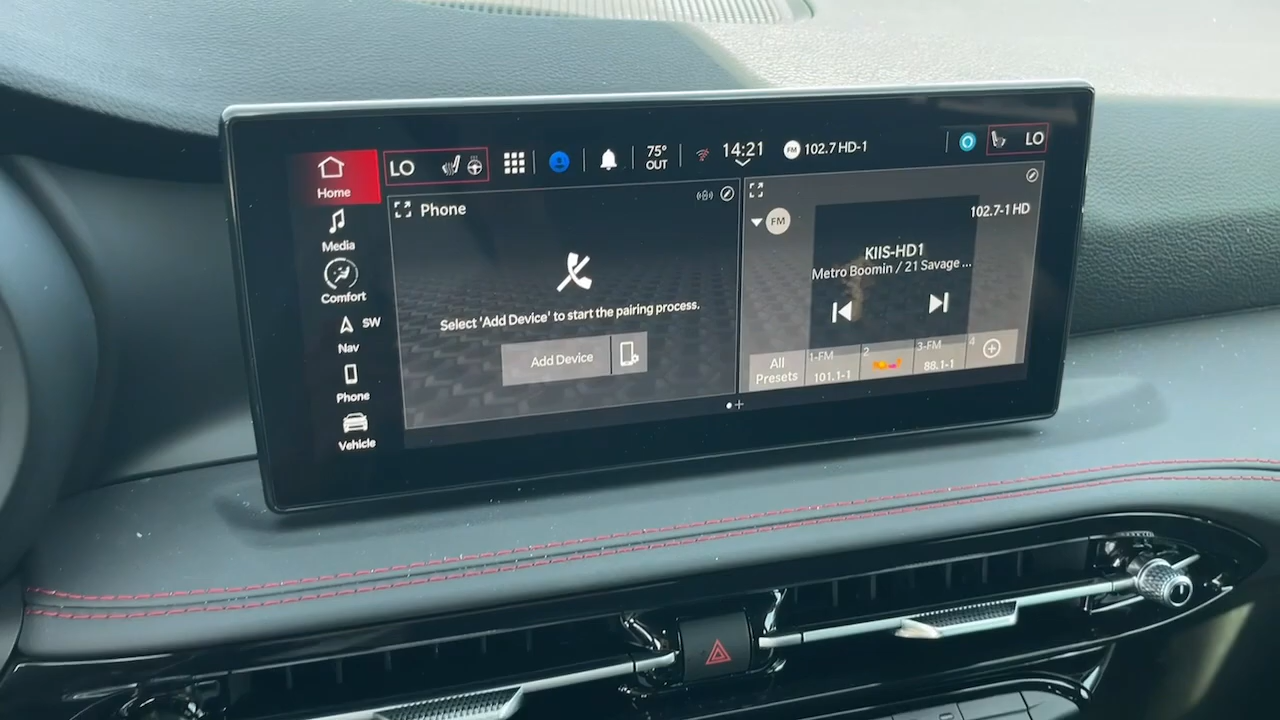 Home
Media
Comfort
SW
Nav
Phone
Vehicle
LO
75°
OUT
14:21
FM 102.7 HD-1
LO
Phone
Select 'Add Device' to start the pairing process.
Add Device
FM
102.7-1 HD
KIIS-HD1
Metro Boomin / 21 Savage ...
All
Presets
1-FM
101.1-1
2
3-FM
88.1-1
4